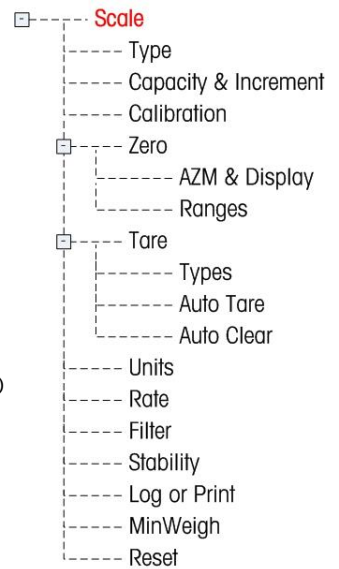 Scale
Type
Capacity & Increment
Calibration
Zero
AZM & Display
Ranges
Tare
Types
Auto Tare
Auto Clear
Units
Rate
Filter
Stability
Log or Print
MinWeigh
Reset